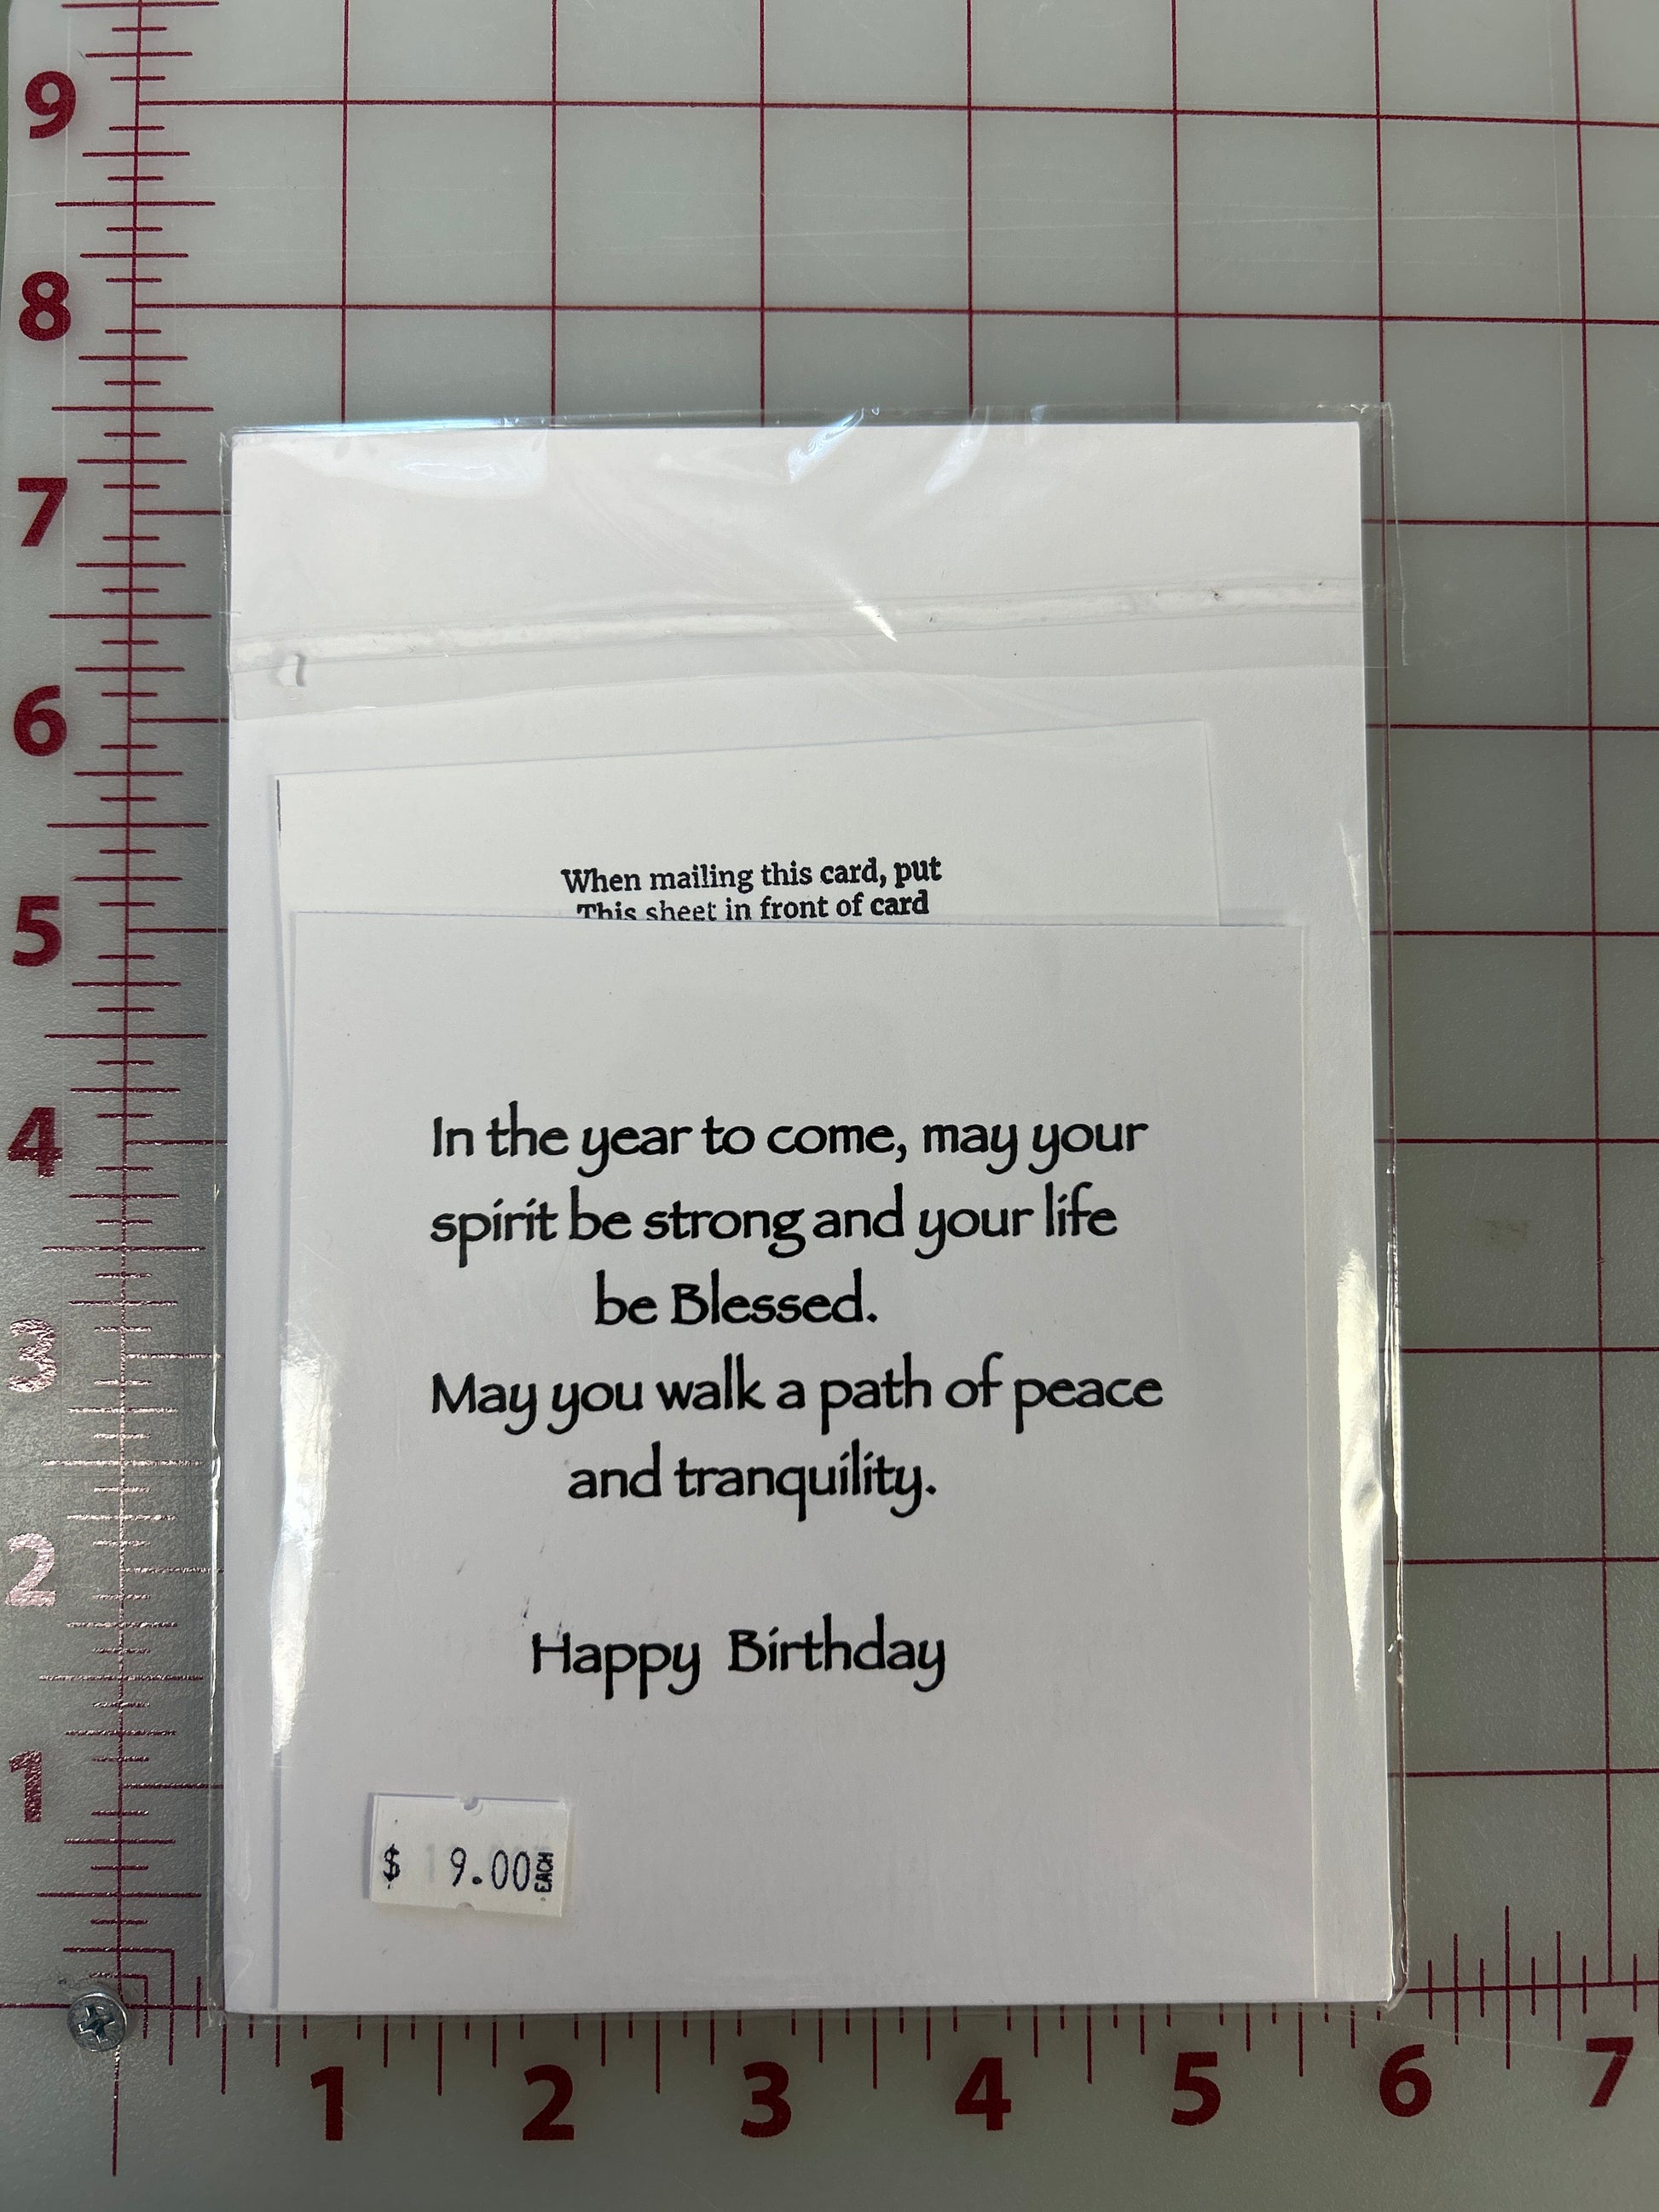 9
8
7
6
5
4
3
2
1
When mailing this card, put
This sheet in front of card
In the year to come, may your
spirit be strong and your life
be Blessed.
May you walk a path of peace
and tranquility.
Happy Birthday
$ 9.00 EACH
1 2 3 4 5 6 7